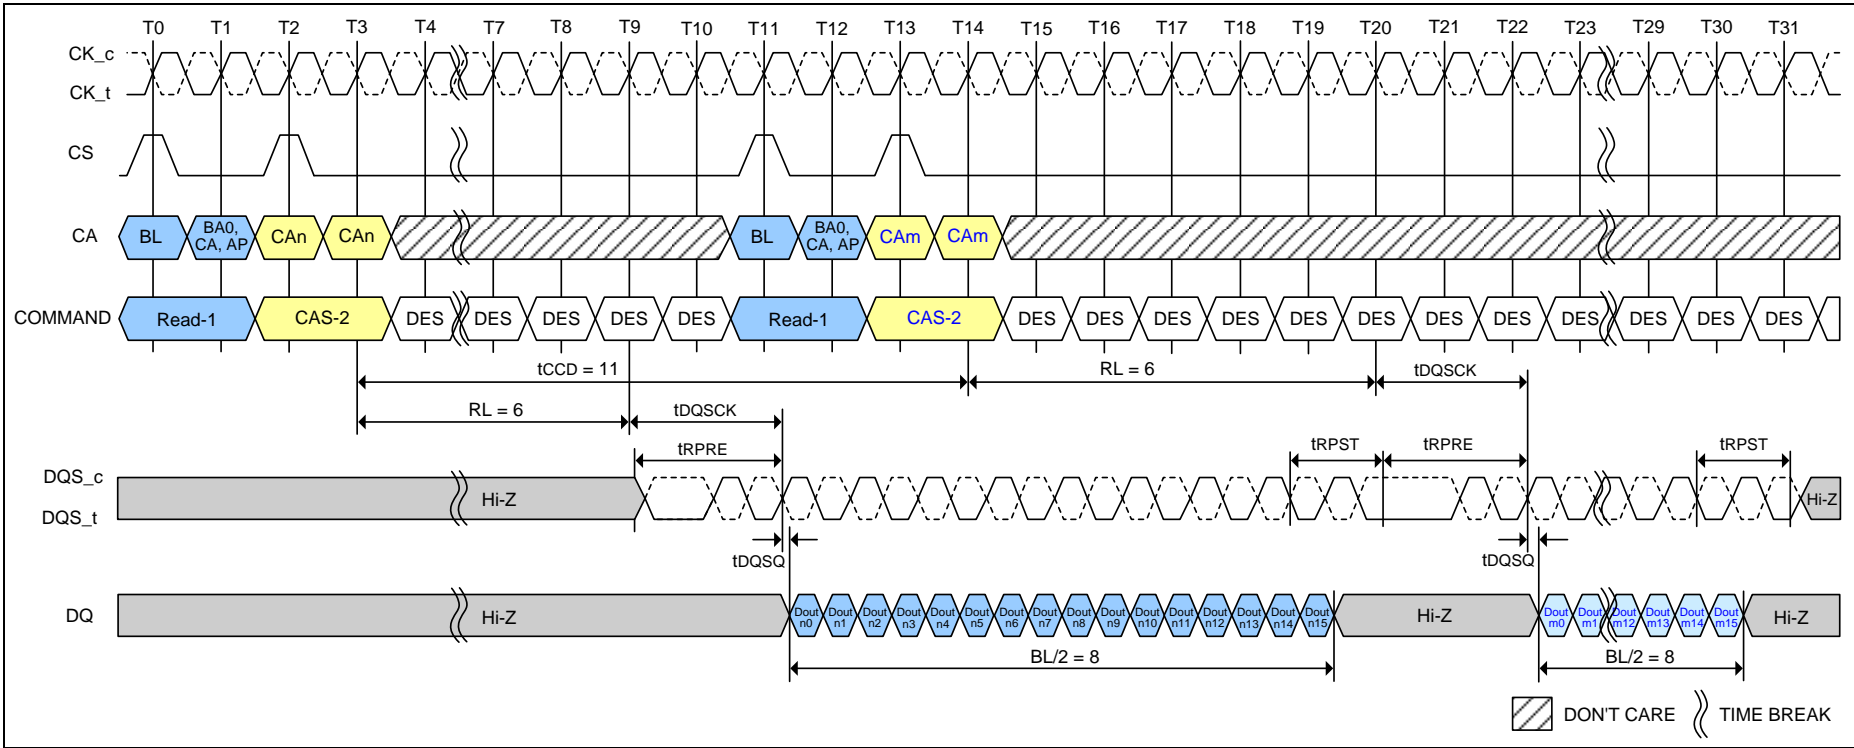 T0 T1 T2 T3 T4 T7 T8 T9 T10 T11 T12 T13 T14 T15 T16 T17 T18 T19 T20 T21 T22 T23 T29 T30 T31
CK_c
CK_t
CS
CA BL BA0, CA, AP CAn CAn BL BA0, CA, AP CAm CAm
COMMAND Read-1 CAS-2 DES DES DES DES DES Read-1 CAS-2 DES DES DES DES DES DES DES DES DES DES DES DES
tCCD = 11 RL = 6 tDQSCK
RL = 6 tDQSCK
tRPRE tRPST tRPRE tRPST
DQS_c
Hi-Z Hi-Z
DQS_t
tDQSQ tDQSQ
DQ Hi-Z Dout n0 Dout n1 Dout n2 Dout n3 Dout n4 Dout n5 Dout n6 Dout n7 Dout n8 Dout n9 Dout n10 Dout n11 Dout n12 Dout n13 Dout n14 Dout n15 Hi-Z Dout m0 Dout m1 Dout m12 Dout m13 Dout m14 Dout m15 Hi-Z
BL/2 = 8 BL/2 = 8
DON'T CARE TIME BREAK